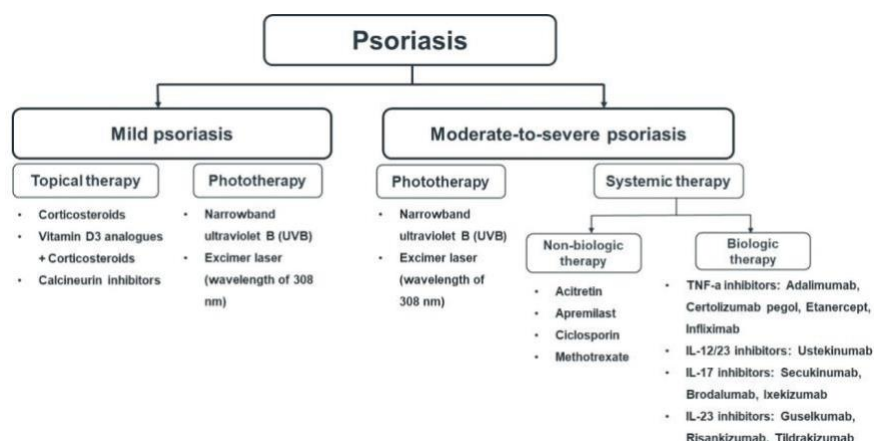 Psoriasis
Mild psoriasis
Topical therapy
• Corticosteroids
• Vitamin D3 analogues
+ Corticosteroids
• Calcineurin inhibitors
Phototherapy
• Narrowband
ultraviolet B (UVB)
• Excimer laser
(wavelength of 308
nm)
Moderate-to-severe psoriasis
Phototherapy
• Narrowband
ultraviolet B (UVB)
• Excimer laser
(wavelength of
308 nm)
Systemic therapy
Non-biologic
therapy
• Acitretin
• Apremilast
• Ciclosporin
• Methotrexate
Biologic
therapy
• TNF-a inhibitors: Adalimumab,
Certolizumab pegol, Etanercept,
Infliximab
• IL-12/23 inhibitors: Ustekinumab
• IL-17 inhibitors: Secukinumab,
Brodalumab, Ixekizumab
• IL-23 inhibitors: Guselkumab,
Risankizumab, Tildrakizumab